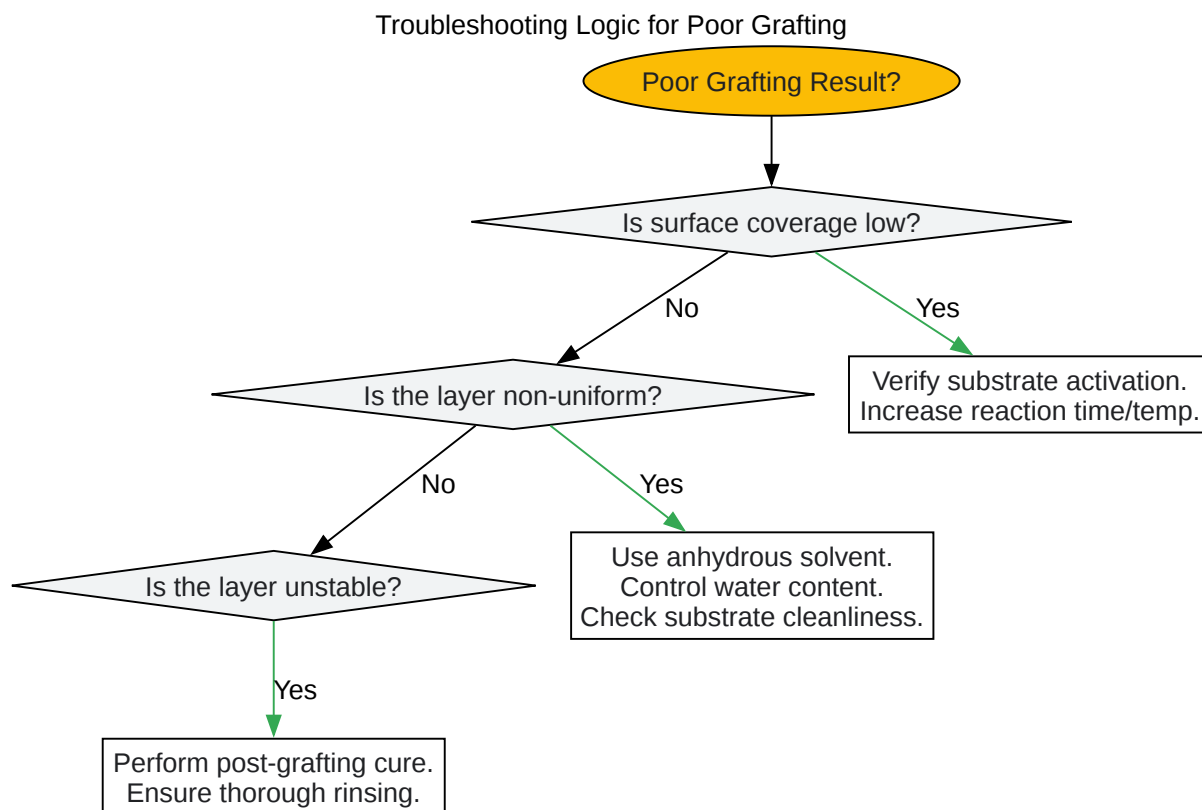 Troubleshooting Logic for Poor Grafting
Poor Grafting Result?
Is surface coverage low?
No
Yes
Is the layer non-uniform?
Verify substrate activation.
Increase reaction time/temp.
No
Yes
Is the layer unstable?
Use anhydrous solvent.
Control water content.
Check substrate cleanliness.
Yes
Perform post-grafting cure.
Ensure thorough rinsing.